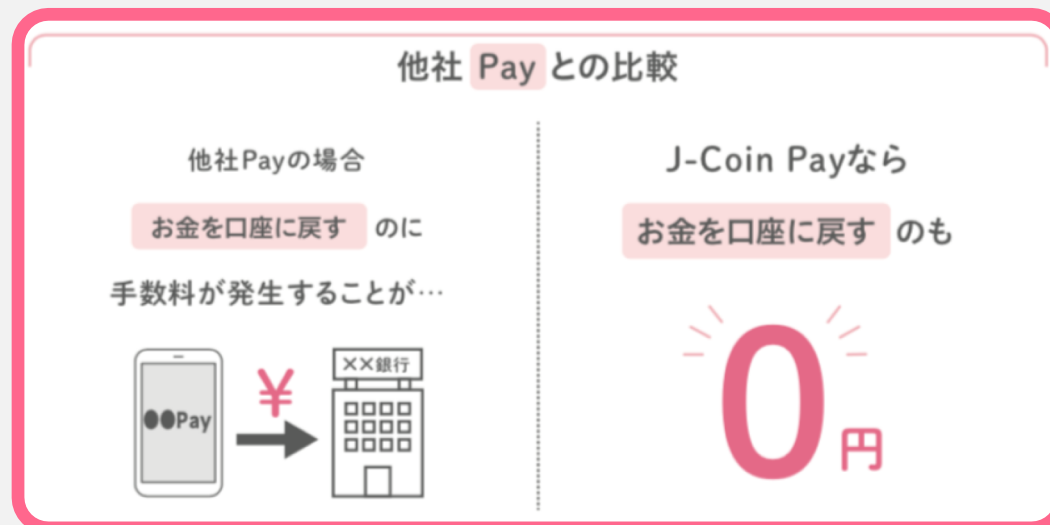 他社 Pay との比較
他社Payの場合
お金を口座に戻す のに
手数料が発生することが…
●●Pay
¥
××銀行
J-Coin Payなら
お金を口座に戻す のも
0円